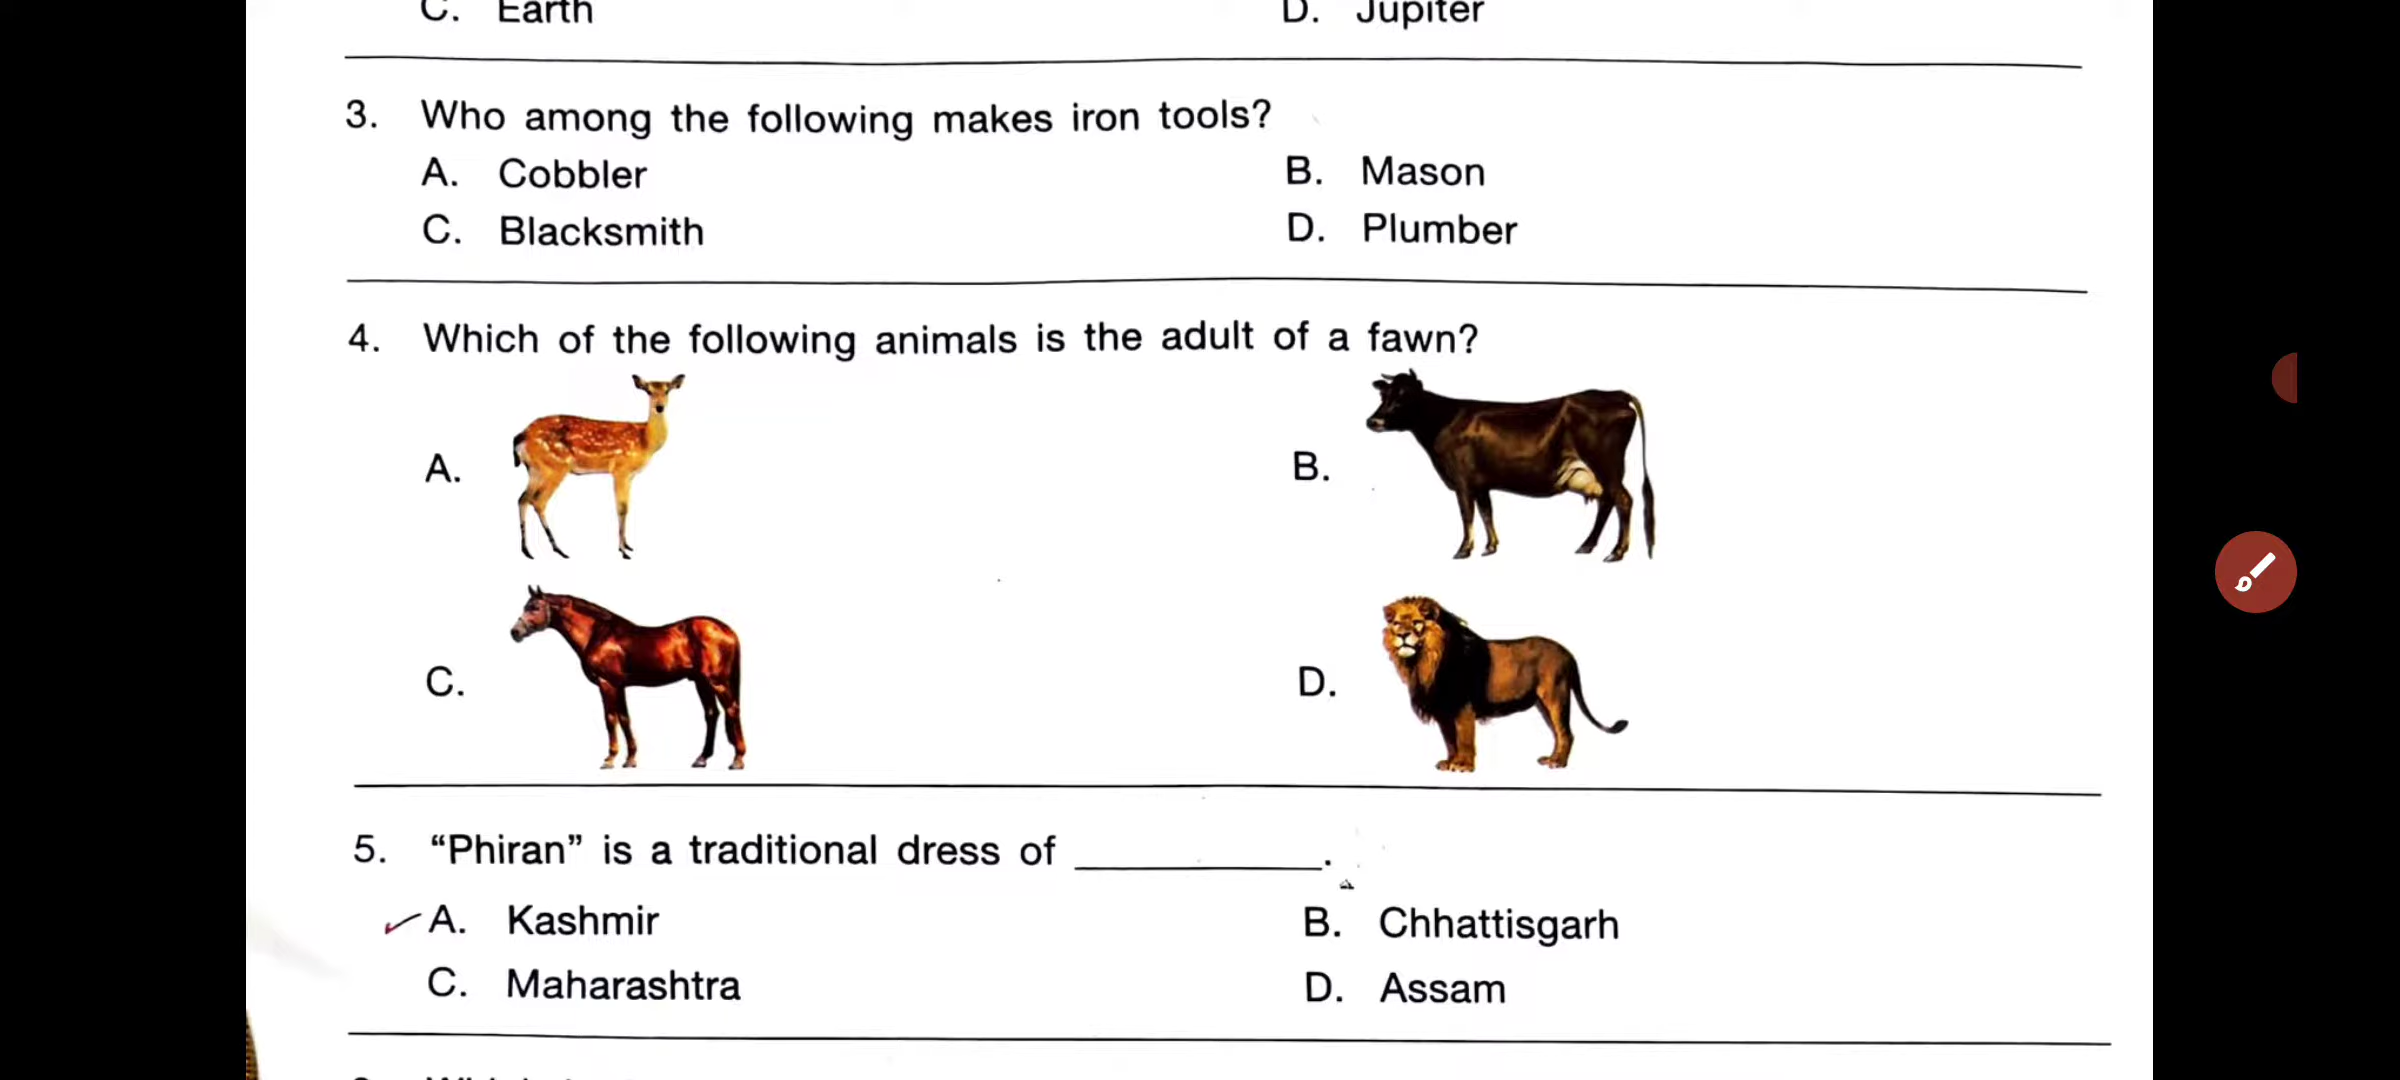 C. Earth D. Jupiter
3. Who among the following makes iron tools?
A. Cobbler B. Mason
C. Blacksmith D. Plumber
4. Which of the following animals is the adult of a fawn?
A. B.
C. D.
5. “Phiran” is a traditional dress of ____________.
A. Kashmir B. Chhattisgarh
C. Maharashtra D. Assam